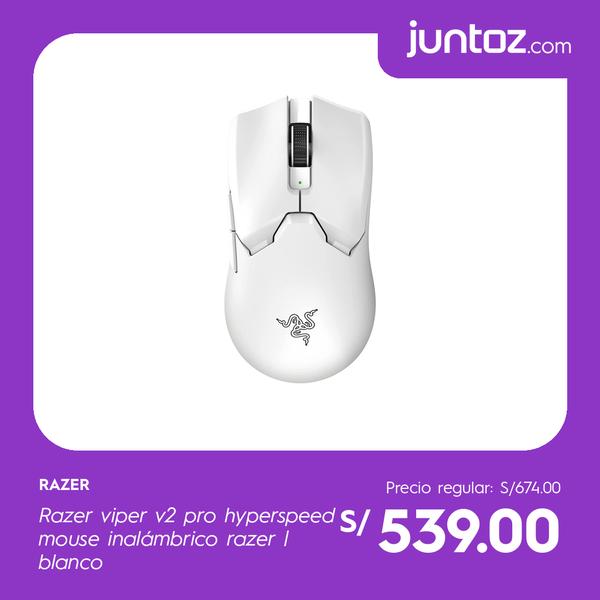 juntoz.com
RAZER
Razer viper v2 pro hyperspeed
mouse inalámbrico razer |
blanco
Precio regular: S/674.00
S/ 539.00